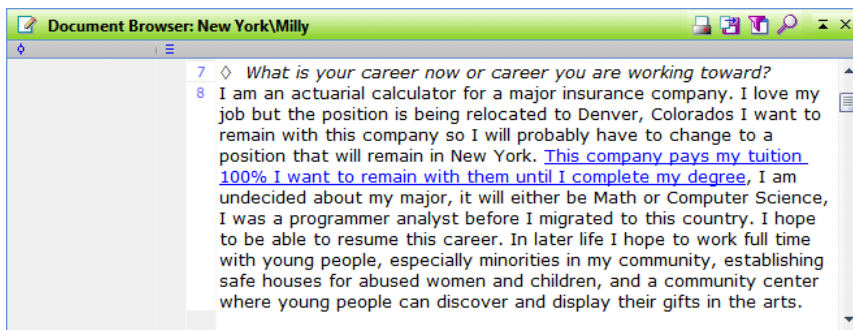 Document Browser: New York\Milly
7 ◊ What is your career now or career you are working toward?
8 I am an actuarial calculator for a major insurance company. I love my
job but the position is being relocated to Denver, Colorados I want to
remain with this company so I will probably have to change to a
position that will remain in New York. This company pays my tuition
100% I want to remain with them until I complete my degree, I am
undecided about my major, it will either be Math or Computer Science,
I was a programmer analyst before I migrated to this country. I hope
to be able to resume this career. In later life I hope to work full time
with young people, especially minorities in my community, establishing
safe houses for abused women and children, and a community center
where young people can discover and display their gifts in the arts.